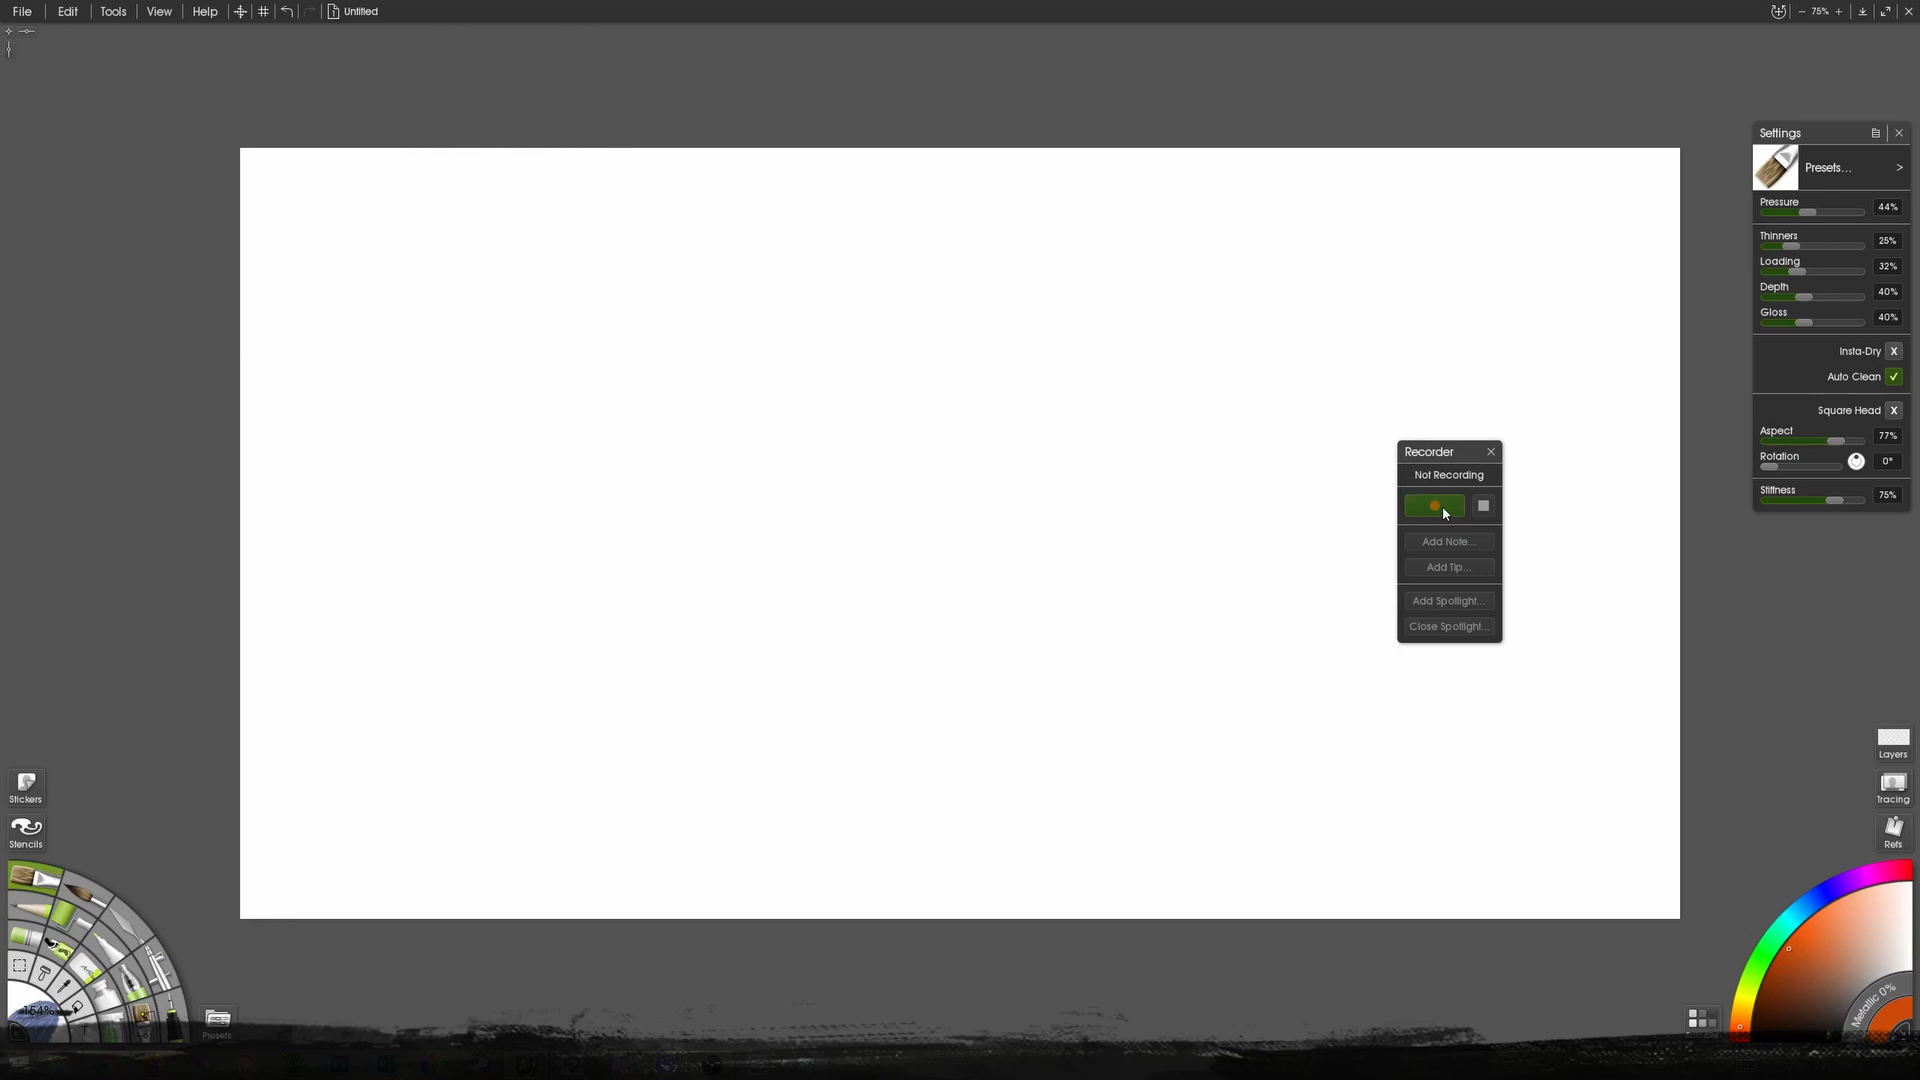 File Edit Tools View Help Untitled 75%
Settings
Presets... >
Pressure 44%
Thinners 25%
Loading 32%
Depth 40%
Gloss 40%
Insta-Dry X
Auto Clean
Square Head X
Aspect 77%
Rotation 0°
Stiffness 75%
Recorder
Not Recording
Add Note...
Add Tip...
Add Spotlight...
Close Spotlight...
Layers
Tracing
Refs
Stickers
Stencils
154%
Presets
Metallic 0%